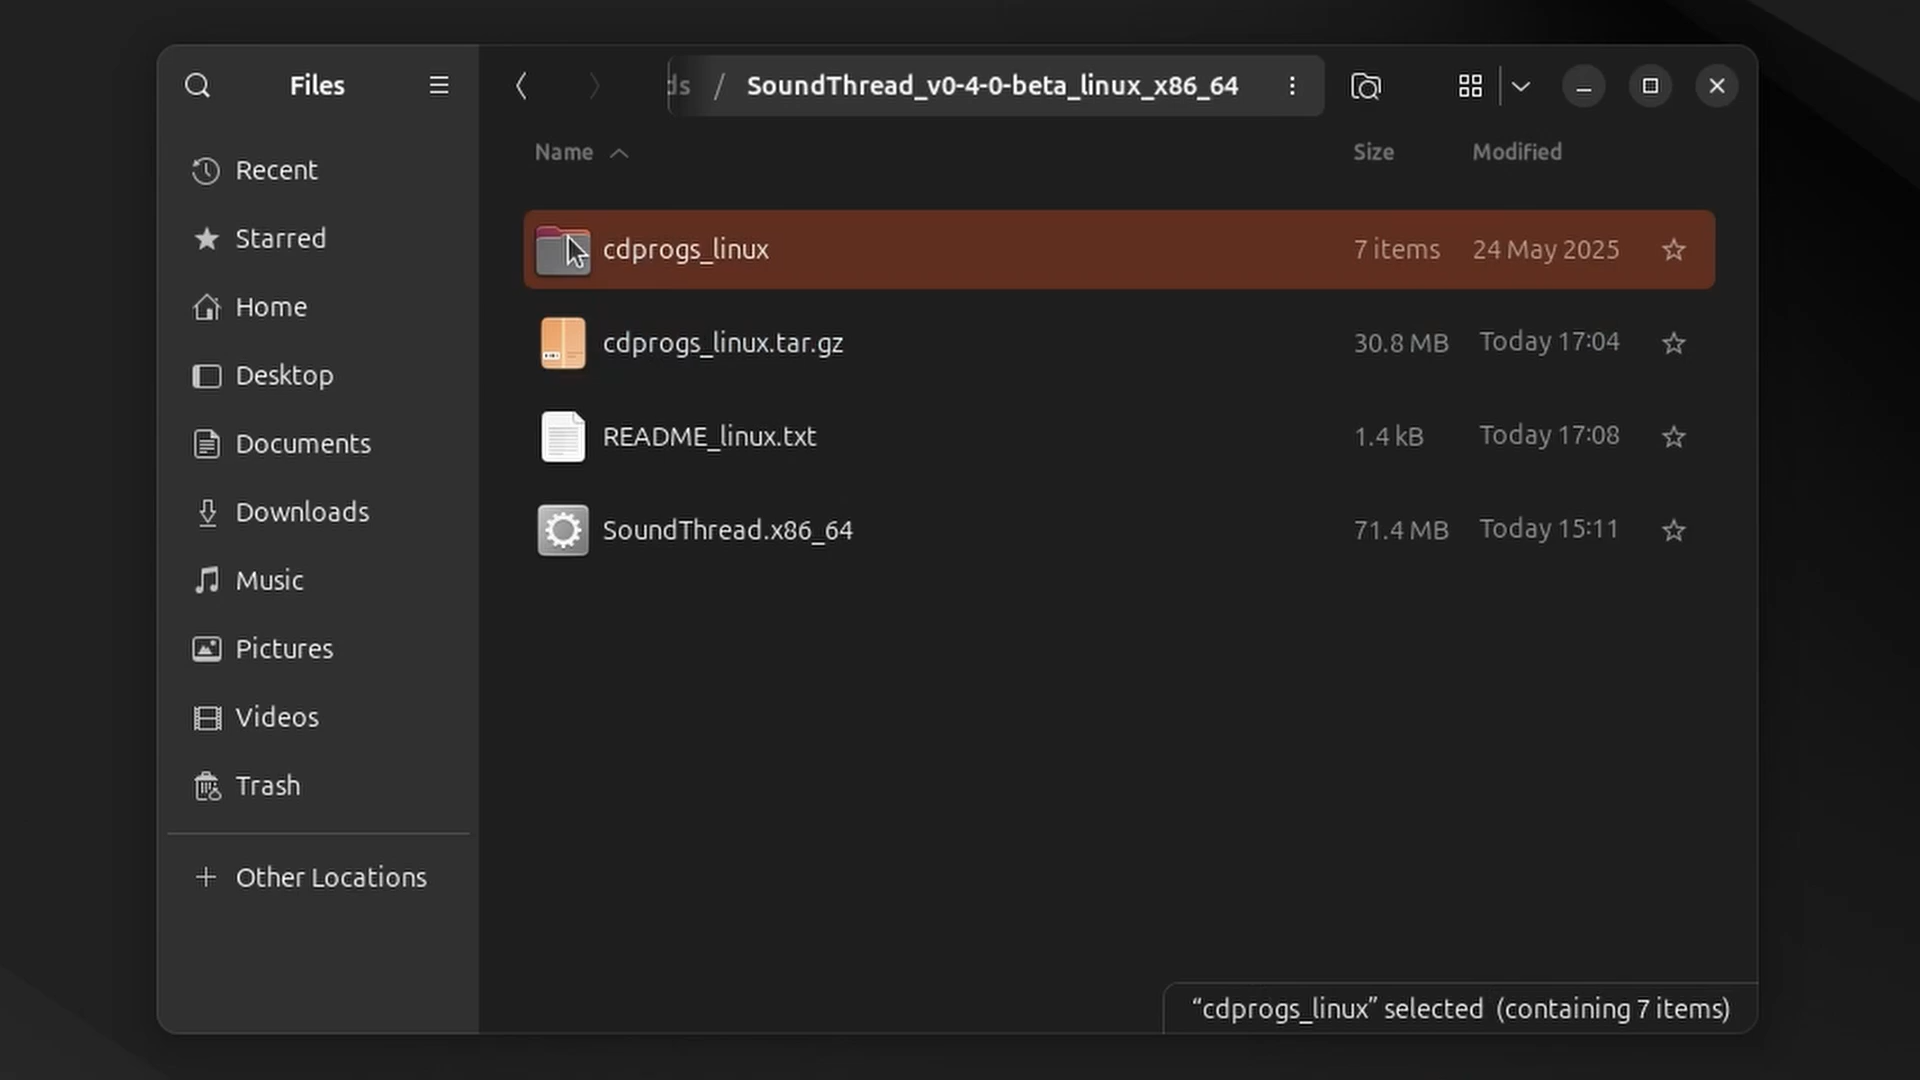 Files
ds / SoundThread_v0-4-0-beta_linux_x86_64
Name Size Modified
Recent
Starred
Home
Desktop
Documents
Downloads
Music
Pictures
Videos
Trash
Other Locations
cdprogs_linux 7 items 24 May 2025
cdprogs_linux.tar.gz 30.8 MB Today 17:04
README_linux.txt 1.4 kB Today 17:08
SoundThread.x86_64 71.4 MB Today 15:11
“cdprogs_linux” selected (containing 7 items)